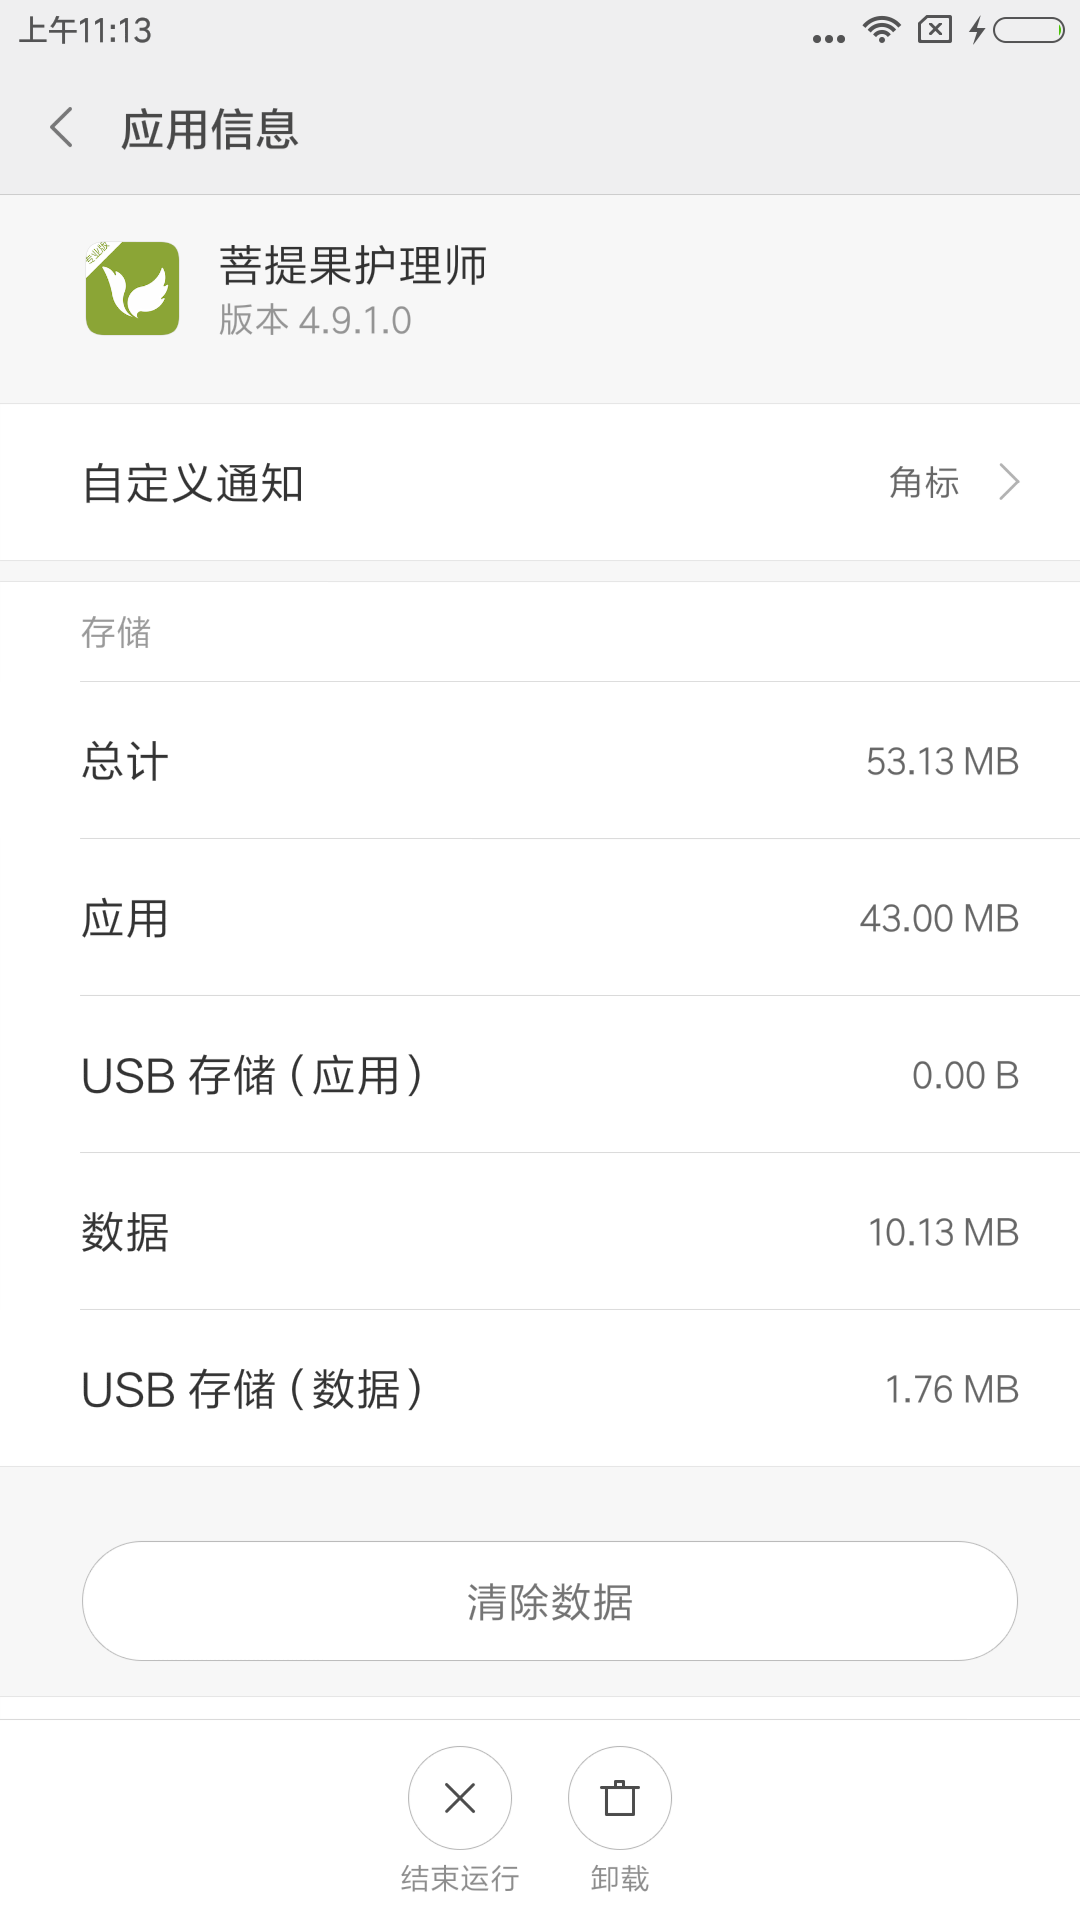 上午11:13
应用信息
专业版
菩提果护理师
版本 4.9.1.0
自定义通知
角标
存储
总计
53.13 MB
应用
43.00 MB
USB 存储(应用)
0.00 B
数据
10.13 MB
USB 存储(数据)
1.76 MB
清除数据
结束运行
卸载